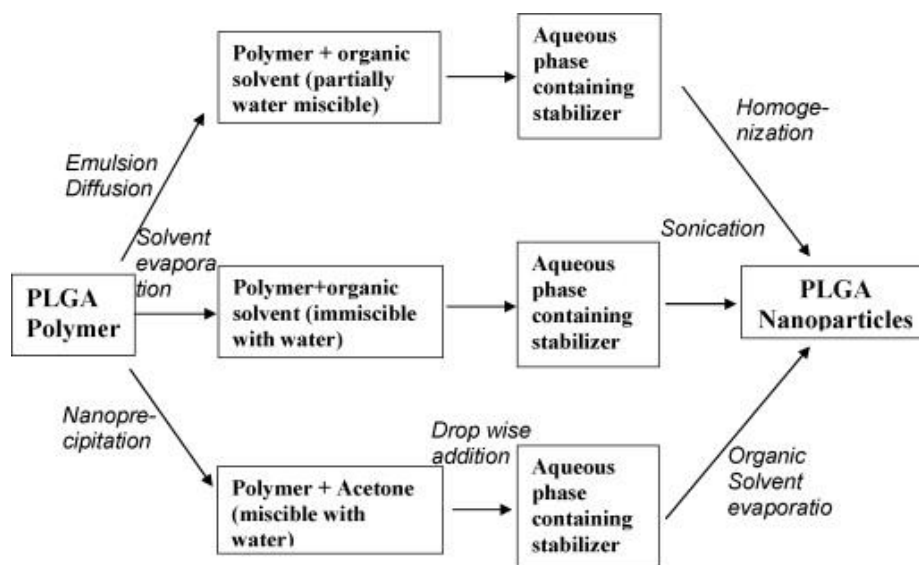 Polymer + organic
solvent (partially
water miscible)
Aqueous
phase
containing
stabilizer
Homoge-
nization
Emulsion
Diffusion
Solvent
evapora
tion
PLGA
Polymer
Polymer+organic
solvent (immiscible
with water)
Aqueous
phase
containing
stabilizer
Sonication
PLGA
Nanoparticles
Nanopre-
cipitation
Polymer + Acetone
(miscible with
water)
Drop wise
addition
Aqueous
phase
containing
stabilizer
Organic
Solvent
evaporatio